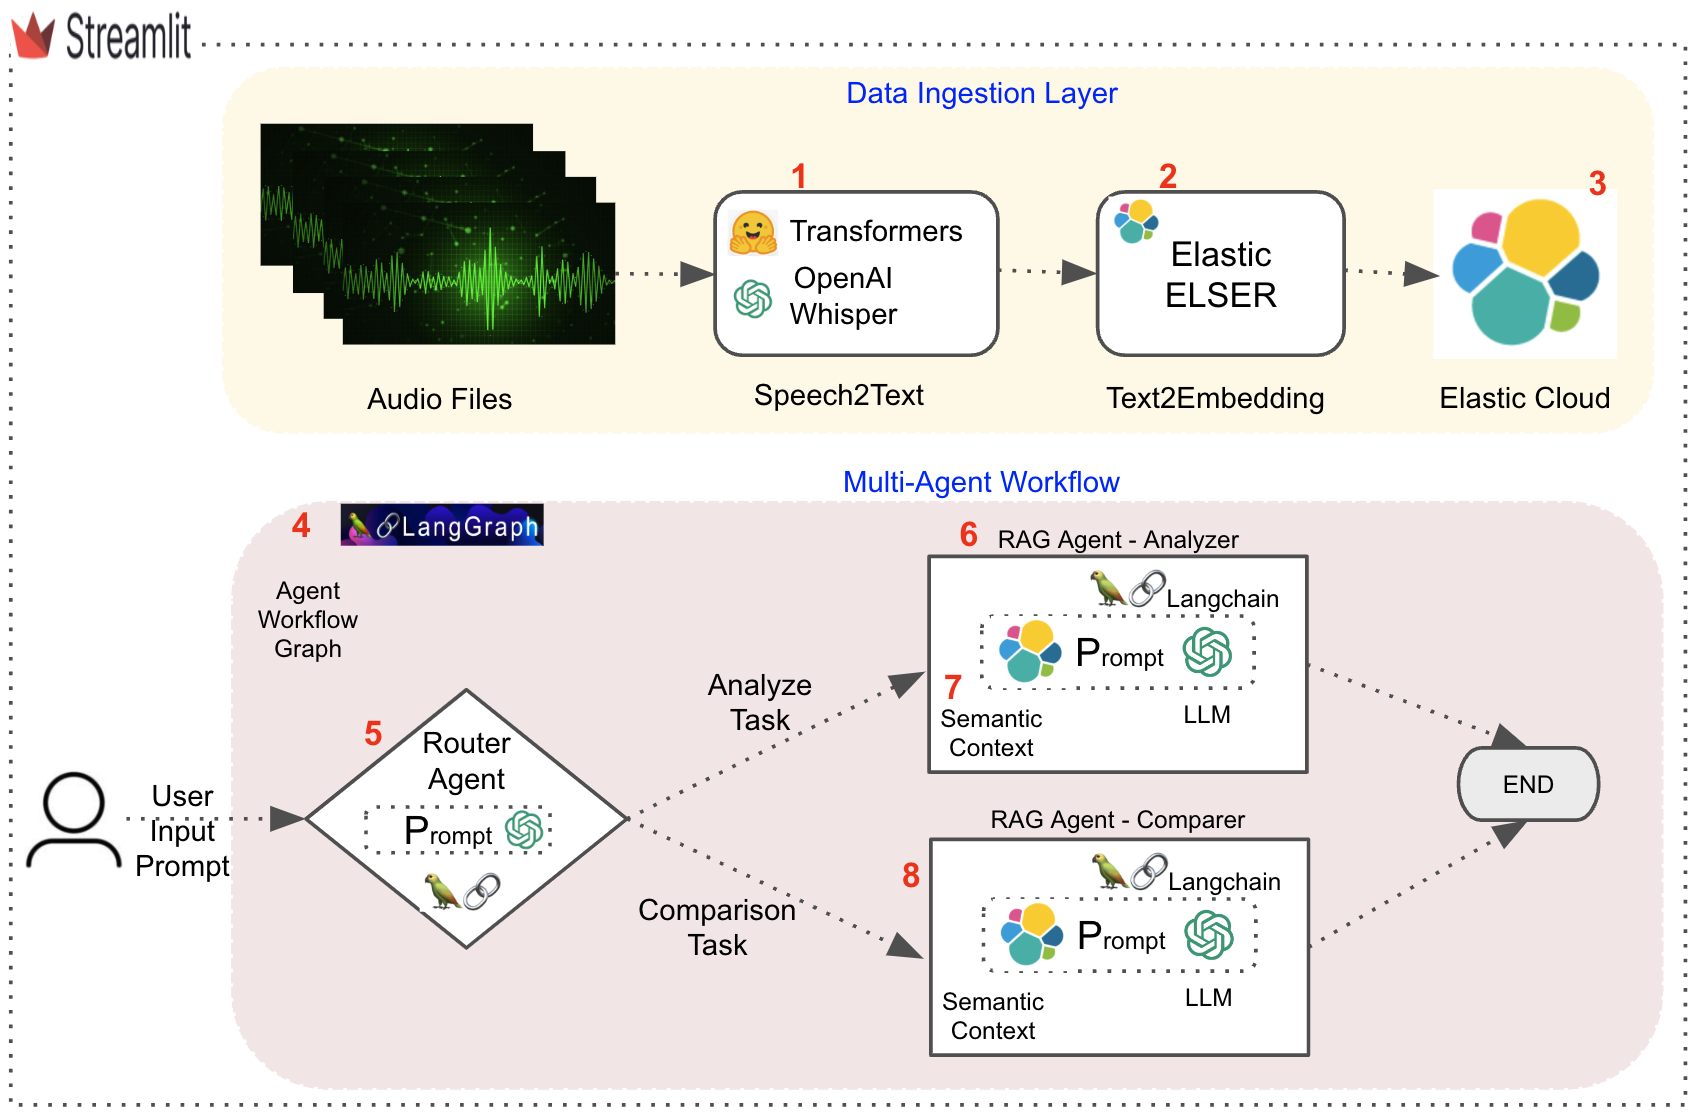 Streamlit
Data Ingestion Layer
1
2
3
Transformers
OpenAI
Whisper
Elastic
ELSER
Audio Files
Speech2Text
Text2Embedding
Elastic Cloud
Multi-Agent Workflow
4
LangGraph
Agent
Workflow
Graph
6
RAG Agent - Analyzer
Langchain
Prompt
7
Semantic
Context
LLM
Analyze
Task
5
Router
Agent
Prompt
User
Input
Prompt
END
RAG Agent - Comparer
8
Langchain
Prompt
Comparison
Task
Semantic
Context
LLM